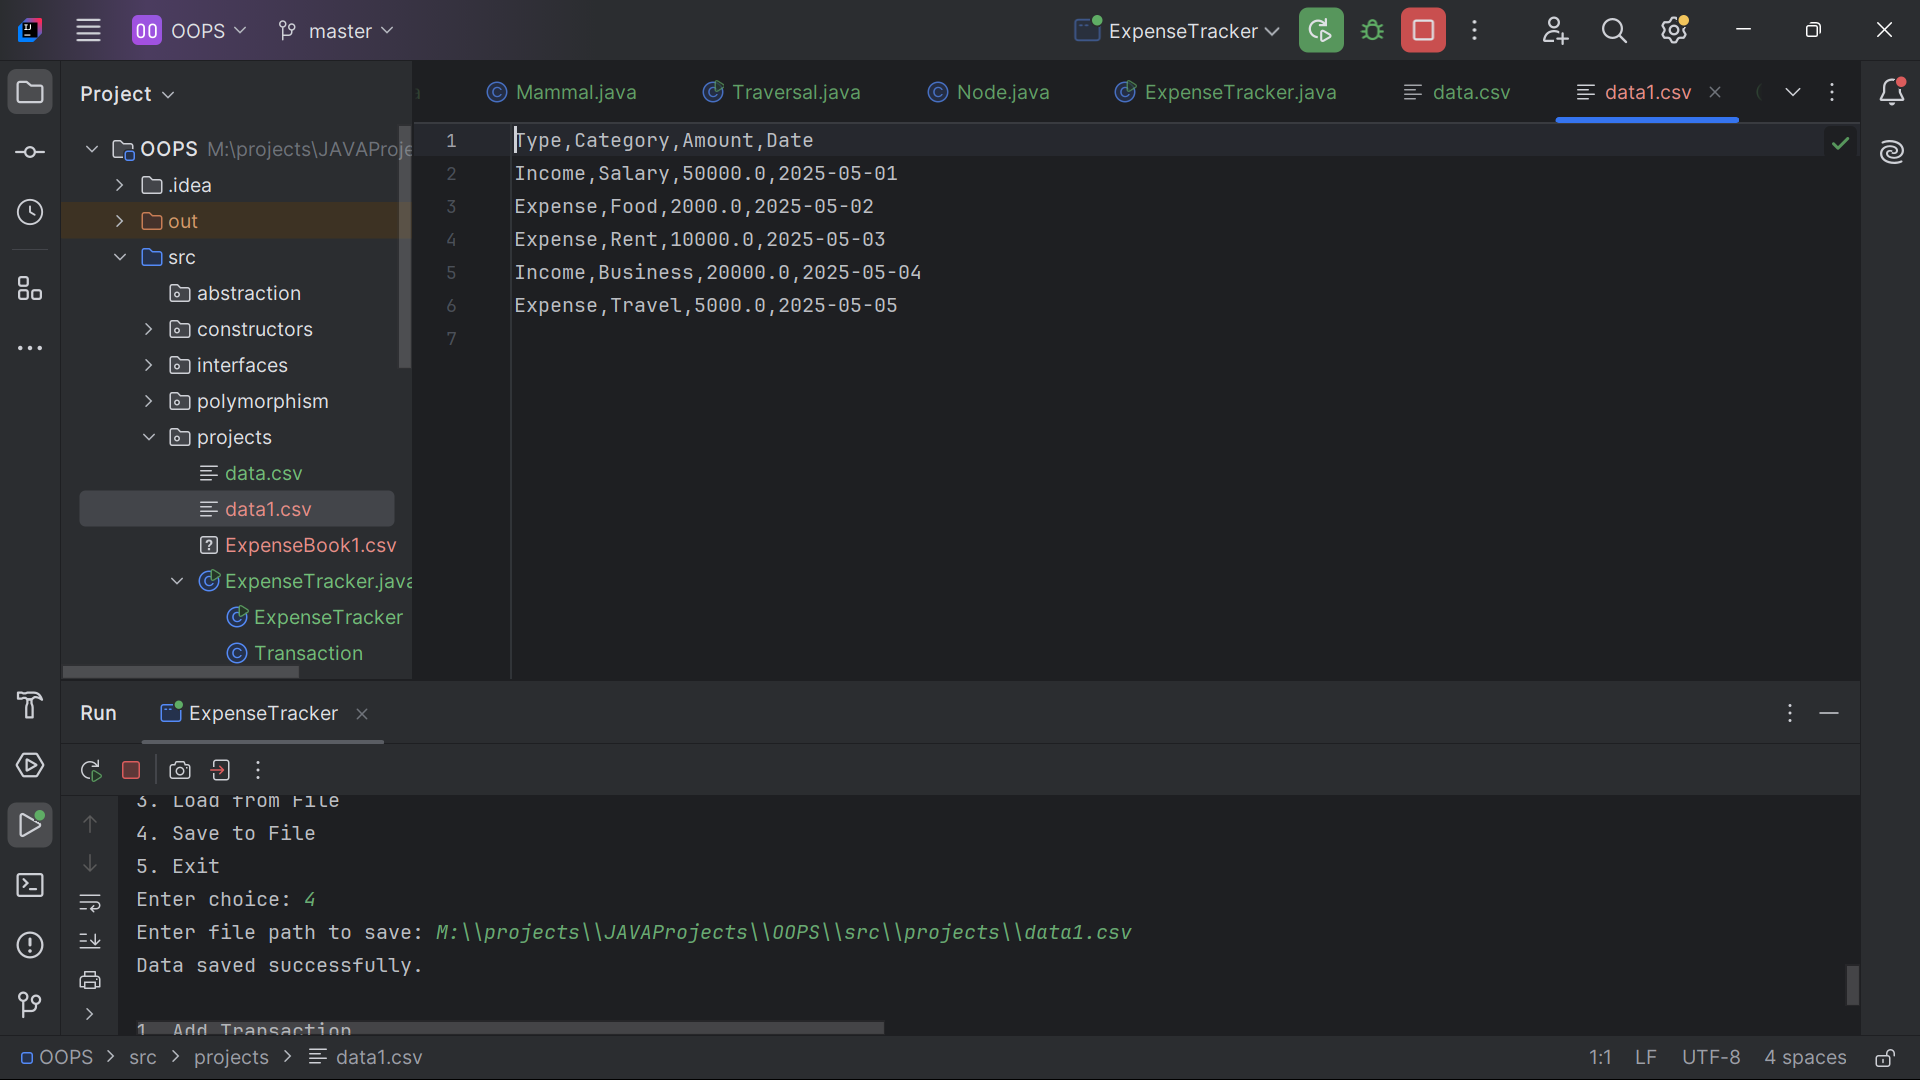 OO OOPS master ExpenseTracker
Project
Mammal.java Traversal.java Node.java ExpenseTracker.java data.csv data1.csv
OOPS M:\projects\JAVAProje
.idea
out
src
abstraction
constructors
interfaces
polymorphism
projects
data.csv
data1.csv
ExpenseBook1.csv
ExpenseTracker.java
ExpenseTracker
Transaction
1 Type,Category,Amount,Date
2 Income,Salary,50000.0,2025-05-01
3 Expense,Food,2000.0,2025-05-02
4 Expense,Rent,10000.0,2025-05-03
5 Income,Business,20000.0,2025-05-04
6 Expense,Travel,5000.0,2025-05-05
7
Run ExpenseTracker
3. Load from File
4. Save to File
5. Exit
Enter choice: 4
Enter file path to save: M:\\projects\\JAVAProjects\\OOPS\\src\\projects\\data1.csv
Data saved successfully.
1. Add Transaction
OOPS > src > projects > data1.csv
1:1 LF UTF-8 4 spaces